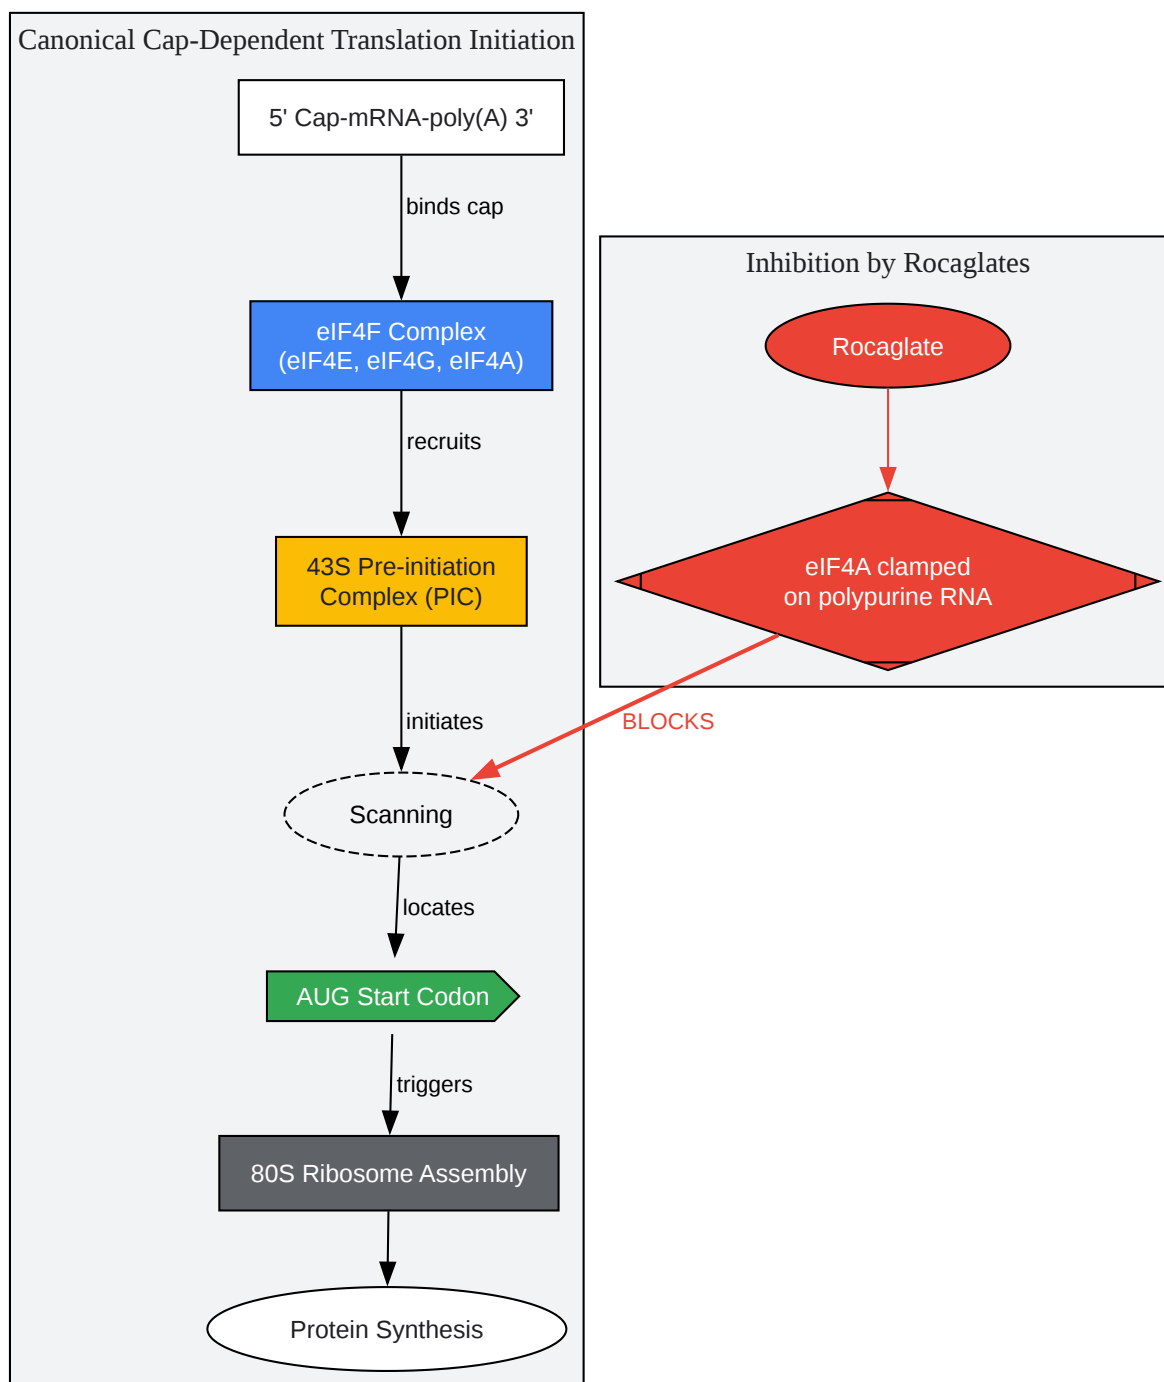 Canonical Cap-Dependent Translation Initiation
5' Cap-mRNA-poly(A) 3'
binds cap
eIF4F Complex
(eIF4E, eIF4G, eIF4A)
recruits
43S Pre-initiation
Complex (PIC)
initiates
Scanning
locates
AUG Start Codon
triggers
80S Ribosome Assembly
Protein Synthesis
Inhibition by Rocaglates
Rocaglate
eIF4A clamped
on polypurine RNA
BLOCKS